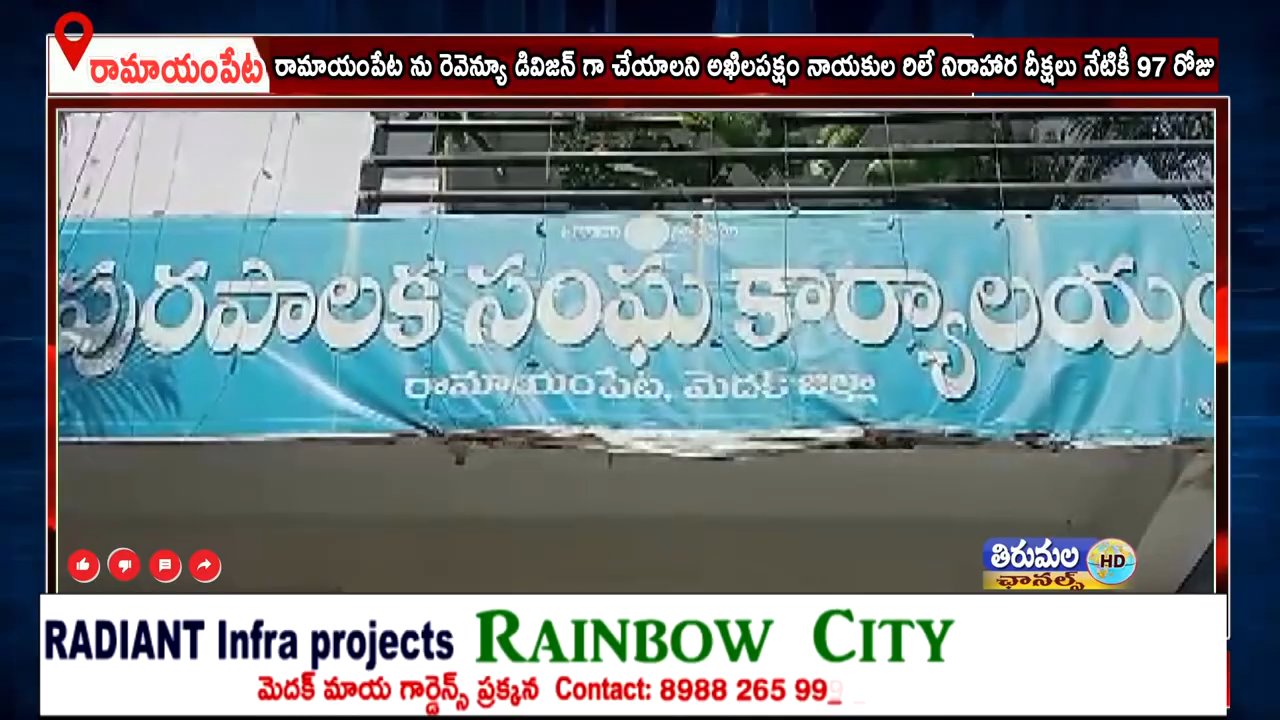 రామాయంపేట
రామాయంపేట ను రెవెన్యూ డివిజన్ గా చేయాలని అఖిలపక్షం నాయకుల రిలే నిరాహార దీక్షలు నేటికీ 97 రోజు
పురపాలక సంఘ కార్యాలయం
రామాయంపేట, మెదక్ జిల్లా
తిరుమల HD
ఛానల్స్
RADIANT Infra projects RAINBOW CITY
మెదక్ మాయ గార్డెన్స్ ప్రక్కన Contact: 8988 265 99